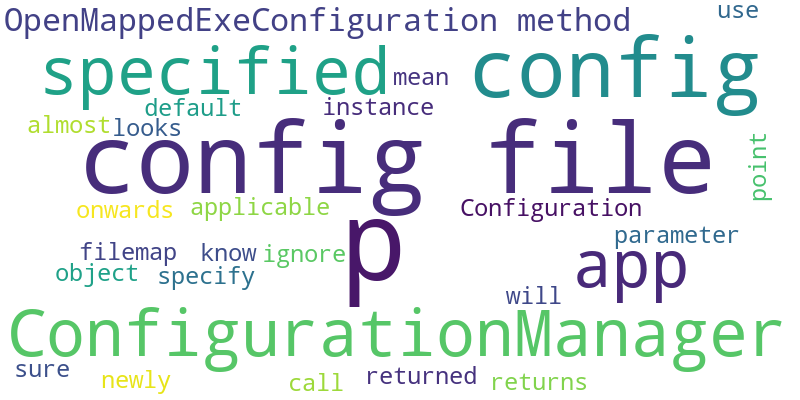 OpenMappedExeConfiguration method use
specified config
mean
default instance
almost looks
config file
point
onwards applicable Configuration
p
parameter
filemap know ignore app
object specify
will
ConfigurationManager
sure newly call returned returns